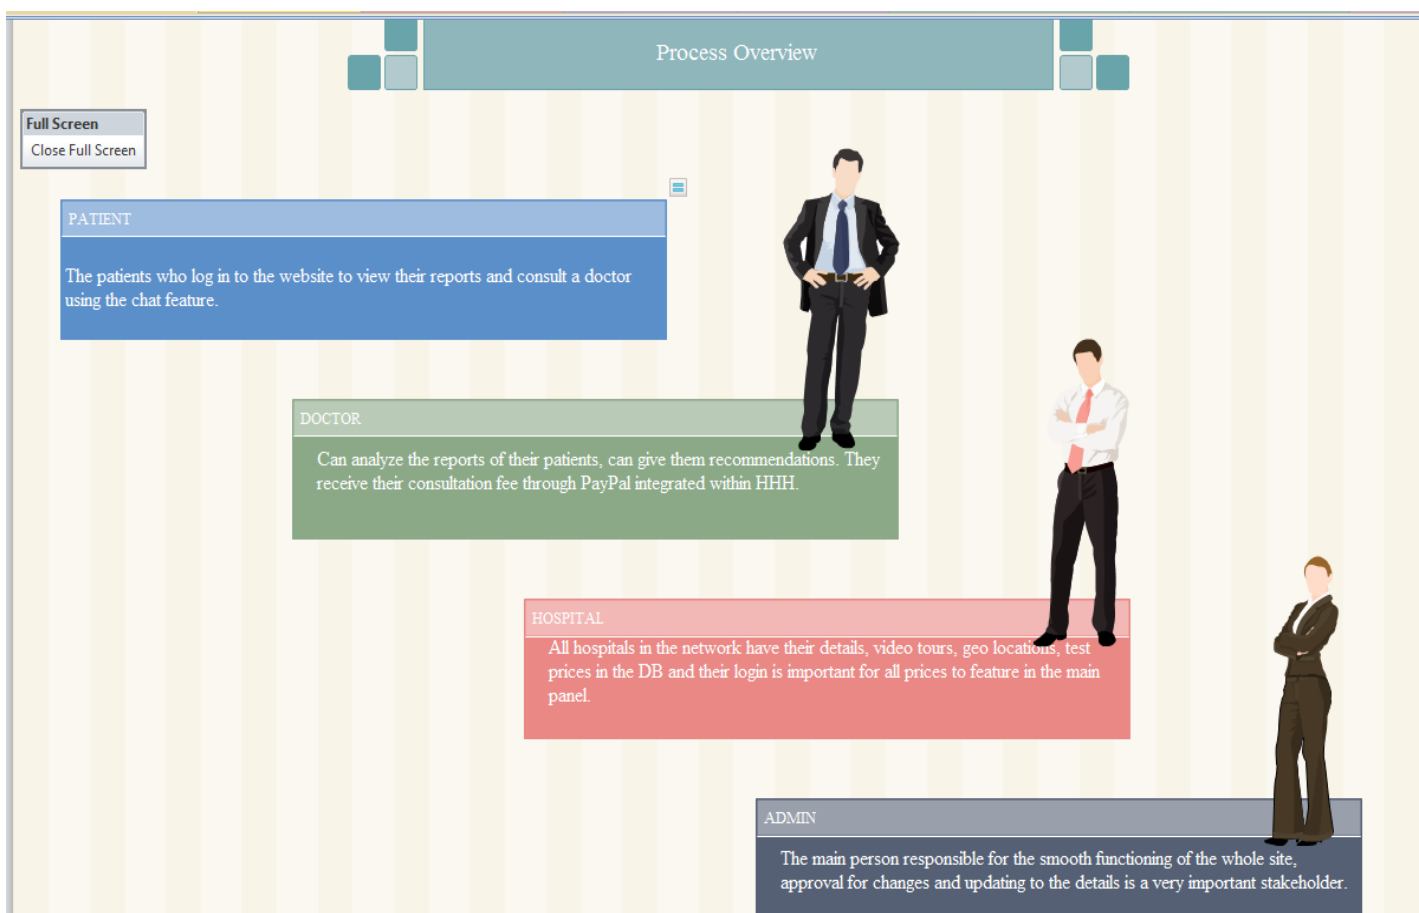 Process Overview
Full Screen
Close Full Screen
PATIENT
The patients who log in to the website to view their reports and consult a doctor
using the chat feature.
DOCTOR
Can analyze the reports of their patients, can give them recommendations. They
receive their consultation fee through PayPal integrated within HHH.
HOSPITAL
All hospitals in the network have their details, video tours, geo locations, test
prices in the DB and their login is important for all prices to feature in the main
panel.
ADMIN
The main person responsible for the smooth functioning of the whole site,
approval for changes and updating to the details is a very important stakeholder.